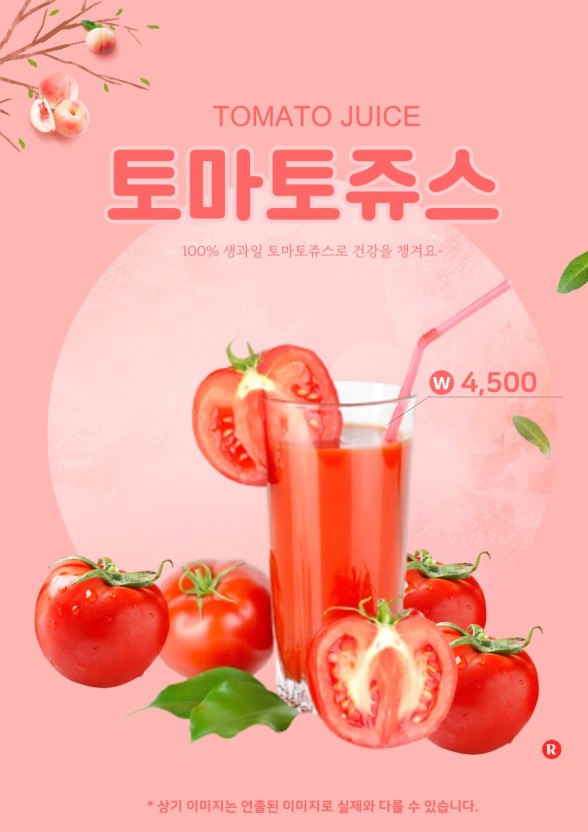 TOMATO JUICE
토마토쥬스
100% 생과일 토마토쥬스로 건강을 챙겨요~
W 4,500
R
* 상기 이미지는 연출된 이미지로 실제와 다를 수 있습니다.